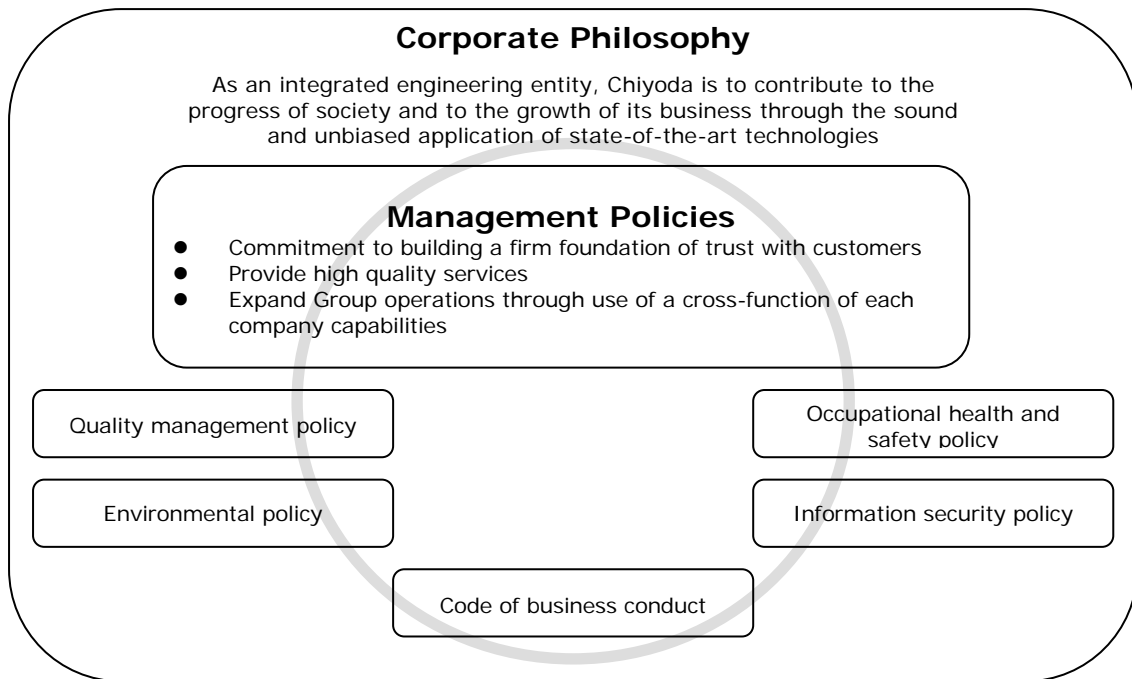 Corporate Philosophy
As an integrated engineering entity, Chiyoda is to contribute to the
progress of society and to the growth of its business through the sound
and unbiased application of state-of-the-art technologies
Management Policies
● Commitment to building a firm foundation of trust with customers
● Provide high quality services
● Expand Group operations through use of a cross-function of each
company capabilities
Quality management policy
Occupational health and
safety policy
Environmental policy
Information security policy
Code of business conduct